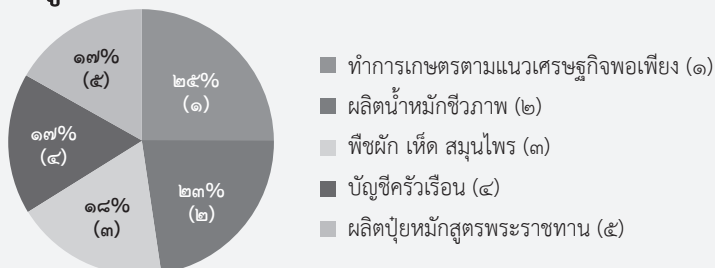 ๑๗%
(๕)
๒๕%
(๑)
๑๗%
(๔)
๒๓%
(๒)
๑๘%
(๓)
ทำการเกษตรตามแนวเศรษฐกิจพอเพียง (๑)
ผลิตน้ำหมักชีวภาพ (๒)
พืชผัก เห็ด สมุนไพร (๓)
บัญชีครัวเรือน (๔)
ผลิตปุ๋ยหมักสูตรพระราชทาน (๕)